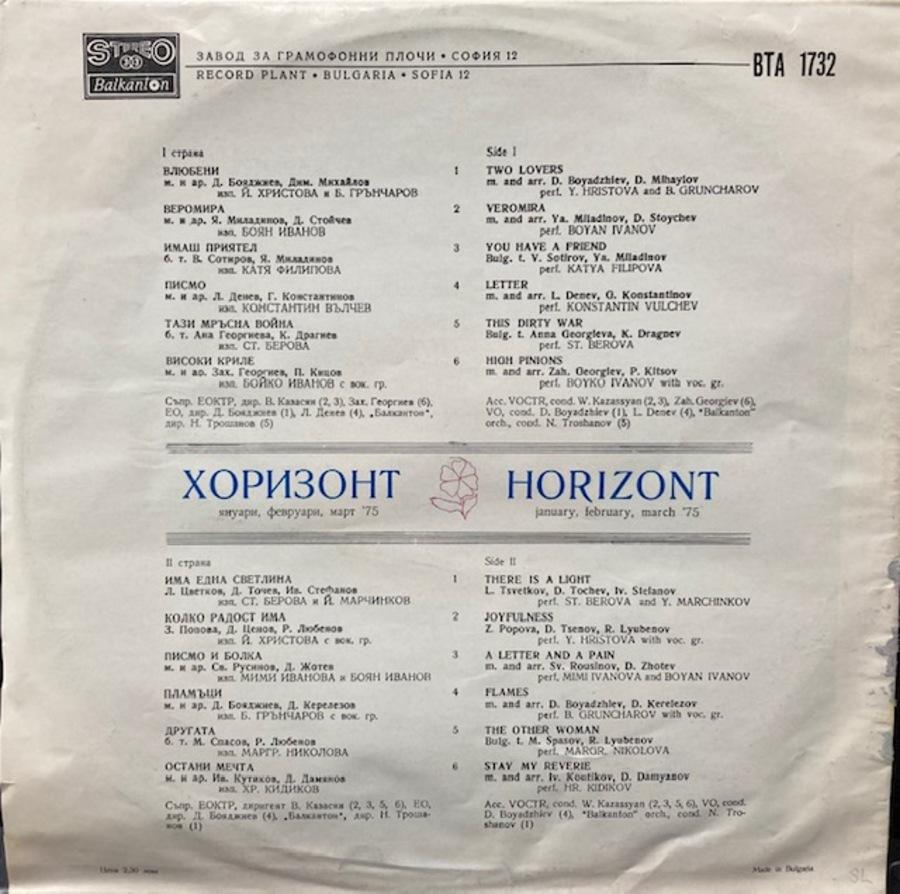 STEREO
33
Balkanton
ЗАВОД ЗА ГРАМОФОННИ ПЛОЧИ • СОФИЯ 12
RECORD PLANT • BULGARIA • SOFIA 12
ВТА 1732
I страна
ВЛЮБЕНИ
м. и ар. Д. Бояджиев, Дим. Михайлов
изп. Й. ХРИСТОВА и Б. ГРЪНЧАРОВ
ВЕРОМИРА
м. и ар. Я. Миладинов, Д. Стойчев
изп. БОЯН ИВАНОВ
ИМАШ ПРИЯТЕЛ
б. т. В. Сотиров, Я. Миладинов
изп. КАТЯ ФИЛИПОВА
ПИСМО
м. и ар. Л. Денев, Г. Константинов
изп. КОНСТАНТИН ВЪЛЧЕВ
ТАЗИ МРЪСНА ВОЙНА
б. т. Ана Георгиева, К. Драгнев
изп. СТ. БЕРОВА
ВИСОКИ КРИЛЕ
м. и ар. Зах. Георгиев, П. Кицов
изп. БОЙКО ИВАНОВ с вок. гр.
Съпр. ЕОКТР, дир. В. Казасян (2, 3), Зах. Георгиев (6),
ЕО, дир. Д. Бояджиев (1), Л. Денев (4), „Балкантон",
дир. Н. Трошанов (5)
1
2
3
4
5
6
Side I
TWO LOVERS
m. and arr. D. Boyadzhiev, D. Mihaylov
perf. Y. HRISTOVA and B. GRUNCHAROV
VEROMIRA
m. and arr. Ya. Miladinov, D. Stoychev
perf. BOYAN IVANOV
YOU HAVE A FRIEND
Bulg. t. V. Sotirov, Ya. Miladinov
perf. KATYA FILIPOVA
LETTER
m. and arr. L. Denev, G. Konstantinov
perf. KONSTANTIN VULCHEV
THIS DIRTY WAR
Bulg. t. Anna Georgieva, K. Dragnev
perf. ST. BEROVA
HIGH PINIONS
m. and arr. Zah. Georgiev, P. Kitsov
perf. BOYKO IVANOV with voc. gr.
Acc. VOCTR, cond. W. Kazassyan (2, 3), Zah. Georgiev (6),
VO, cond. D. Boyadzhiev (1), L. Denev (4), "Balkanton"
orch., cond. N. Troshanov (5)
ХОРИЗОНТ
януари, февруари, март '75
HORIZONT
january, february, march '75
II страна
ИМА ЕДНА СВЕТЛИНА
Л. Цветков, Д. Точев, Ив. Стефанов
изп. СТ. БЕРОВА и Й. МАРЧИНКОВ
КОЛКО РАДОСТ ИМА
З. Попова, Д. Ценов, Р. Любенов
изп. Й. ХРИСТОВА с вок. гр.
ПИСМО И БОЛКА
м. и ар. Св. Русинов, Д. Жотев
изп. МИМИ ИВАНОВА и БОЯН ИВАНОВ
ПЛАМЪЦИ
м. и ар. Д. Бояджиев, Д. Керелезов
изп. Б. ГРЪНЧАРОВ с вок. гр.
ДРУГАТА
б. т. М. Спасов, Р. Любенов
изп. МАРГР. НИКОЛОВА
ОСТАНИ МЕЧТА
м. и ар. Ив. Кутиков, Д. Дамянов
изп. ХР. КИДИКОВ
Съпр. ЕОКТР, диригент В. Казасян (2, 3, 5, 6), ЕО,
дир. Д. Бояджиев (4), „Балкантон", дир. Н. Троша-
нов (1)
1
2
3
4
5
6
Side II
THERE IS A LIGHT
L. Tsvetkov, D. Tochev, Iv. Stefanov
perf. ST. BEROVA and Y. MARCHINKOV
JOYFULNESS
Z. Popova, D. Tsenov, R. Lyubenov
perf. Y. HRISTOVA with voc. gr.
A LETTER AND A PAIN
m. and arr. Sv. Rousinov, D. Zhotev
perf. MIMI IVANOVA and BOYAN IVANOV
FLAMES
m. and arr. D. Boyadzhiev, D. Kerelezov
perf. B. GRUNCHAROV with voc. gr.
THE OTHER WOMAN
Bulg. t. M. Spasov, R. Lyubenov
perf. MARGR. NIKOLOVA
STAY MY REVERIE
m. and arr. Iv. Koutikov, D. Damyanov
perf. HR. KIDIKOV
Acc. VOCTR, cond. W. Kazassyan (2, 3, 5, 6), VO, cond.
D. Boyadzhiev (4), "Balkanton" orch., cond. N. Tro-
shanov (1)
Цена 2,30 лева
Made in Bulgaria